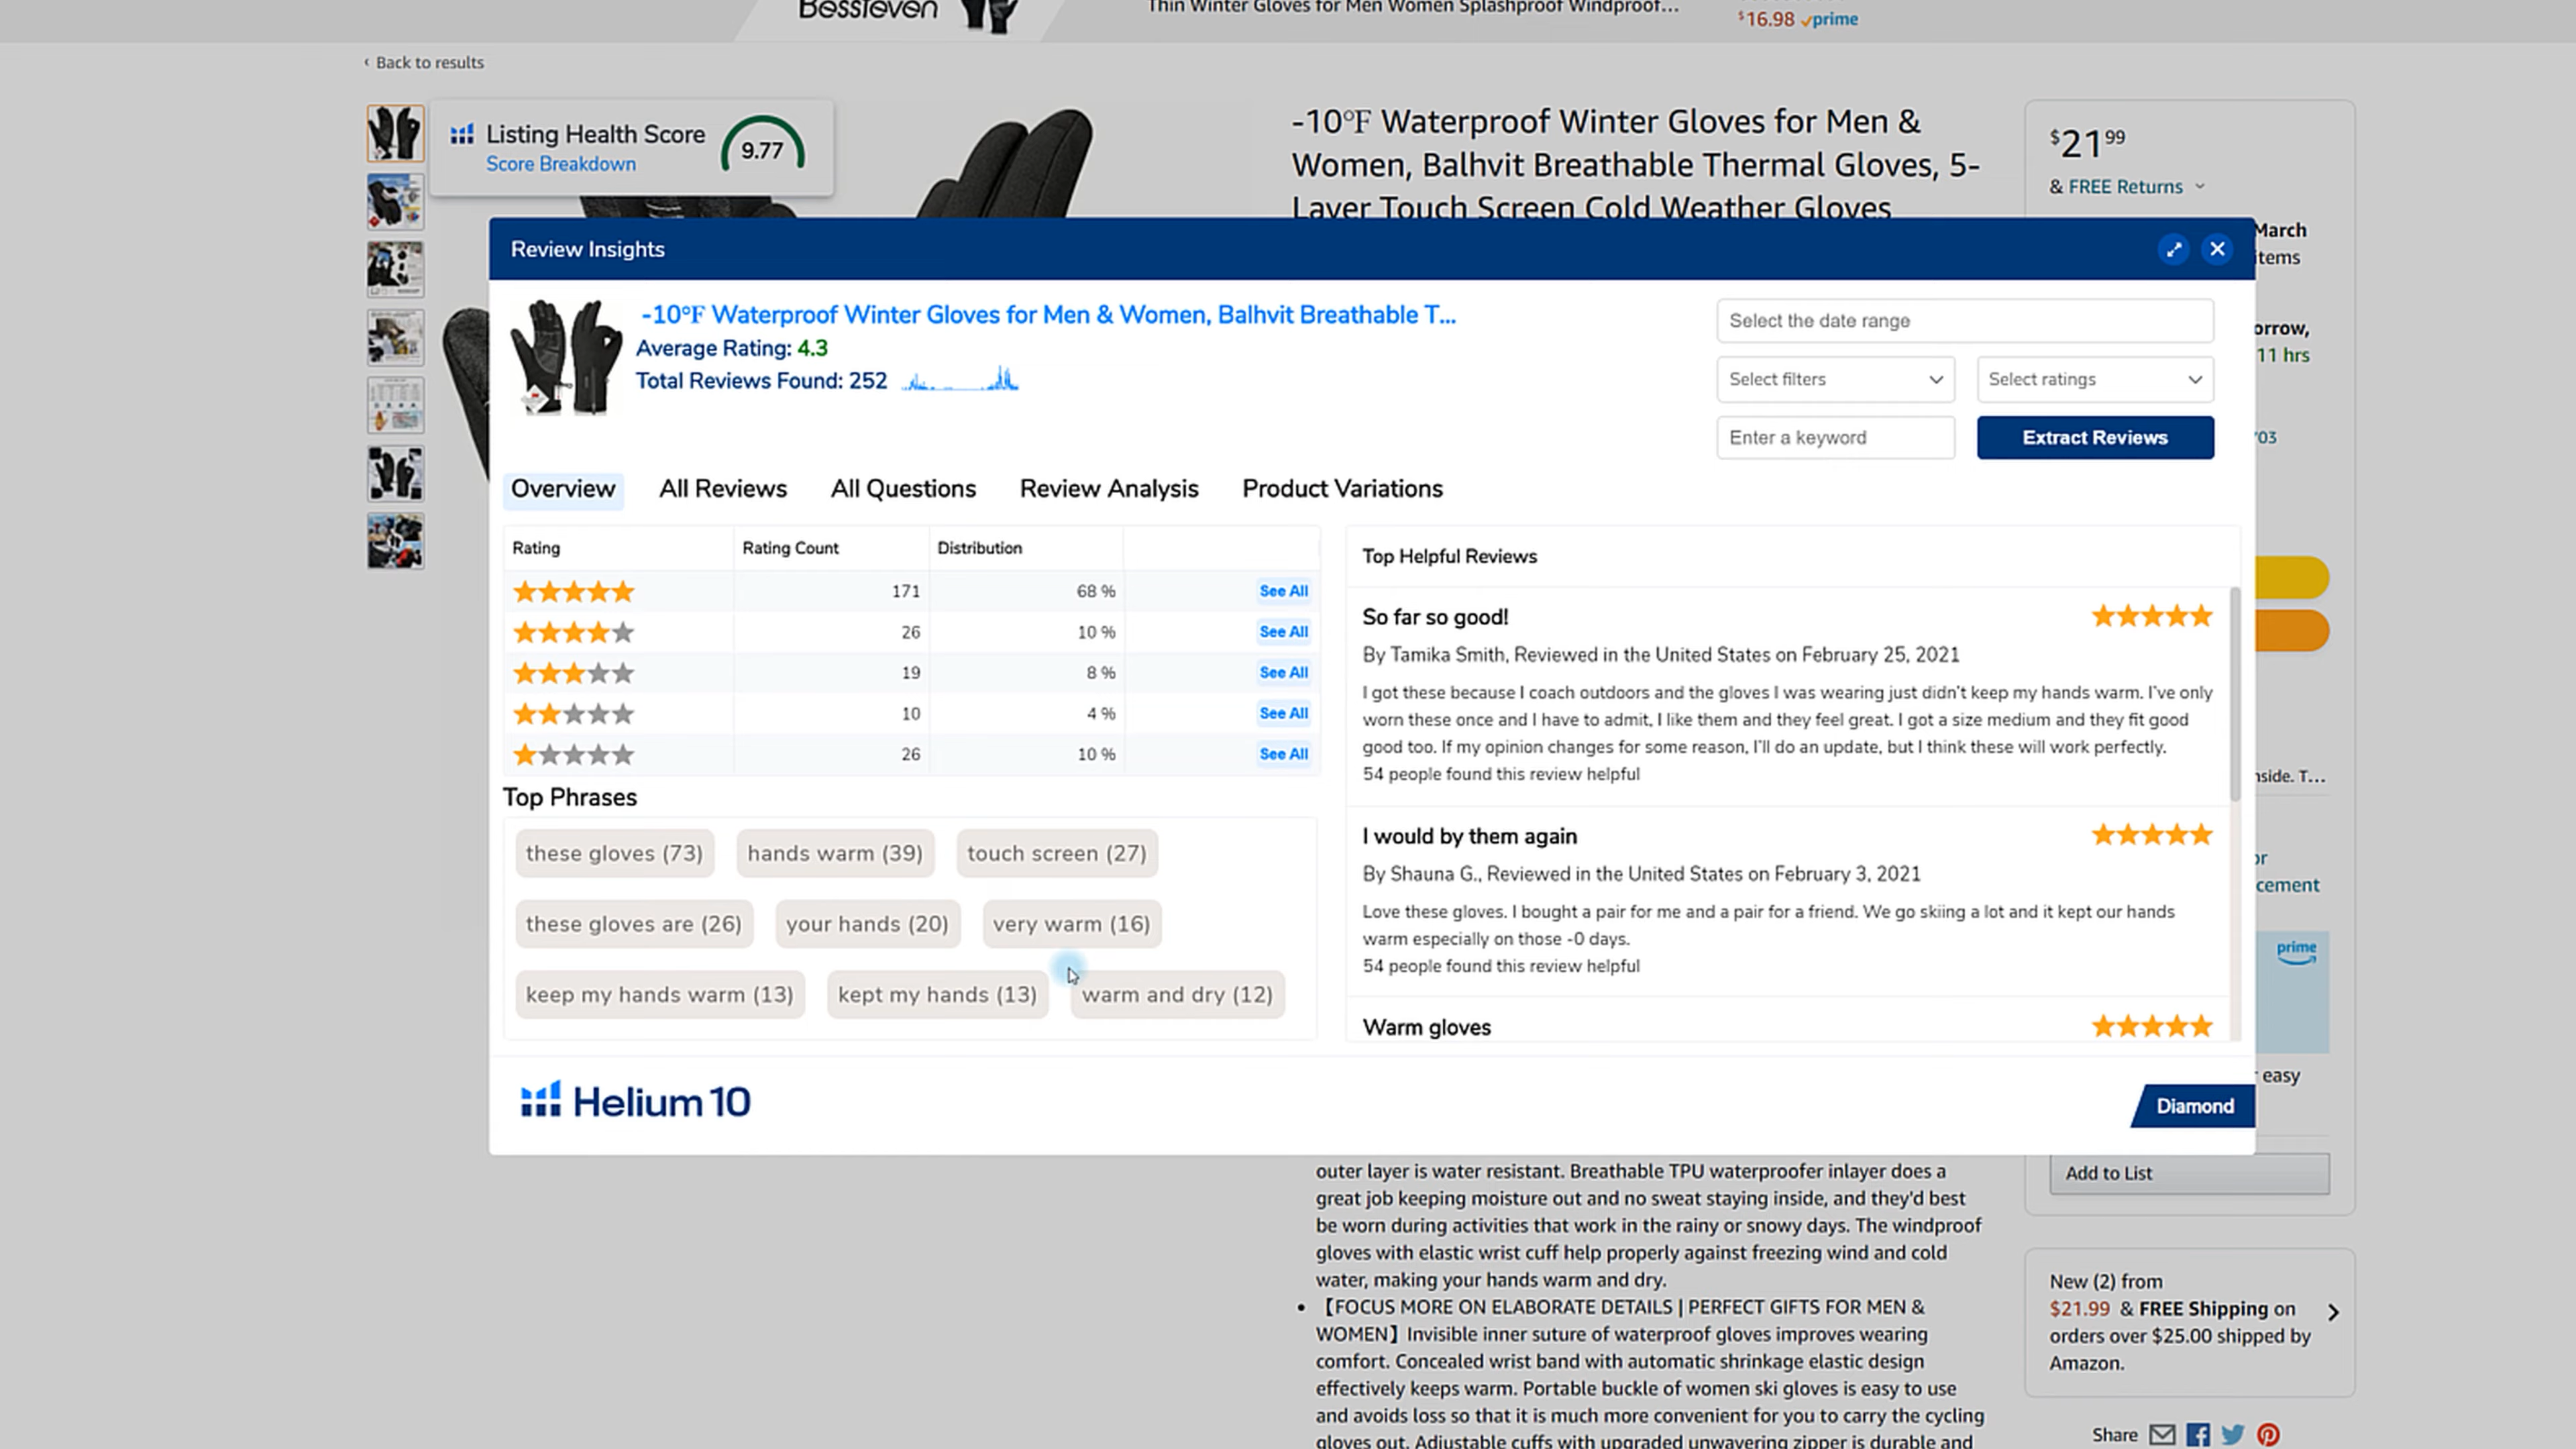 Bessteven
Thin Winter Gloves for Men Women Splashproof Windproof...
$16.98 prime
‹ Back to results
Listing Health Score
Score Breakdown
9.77
-10°F Waterproof Winter Gloves for Men &
Women, Balhvit Breathable Thermal Gloves, 5-
Layer Touch Screen Cold Weather Gloves
$21 99
& FREE Returns
March
items
orrow,
11 hrs
Review Insights
-10°F Waterproof Winter Gloves for Men & Women, Balhvit Breathable T...
Average Rating: 4.3
Total Reviews Found: 252
Select the date range
Select filters
Select ratings
Enter a keyword
Extract Reviews
Overview
All Reviews
All Questions
Review Analysis
Product Variations
Rating Rating Count Distribution
171 68 % See All
26 10 % See All
19 8 % See All
10 4 % See All
26 10 % See All
Top Phrases
these gloves (73) hands warm (39) touch screen (27)
these gloves are (26) your hands (20) very warm (16)
keep my hands warm (13) kept my hands (13) warm and dry (12)
Top Helpful Reviews
So far so good!
By Tamika Smith, Reviewed in the United States on February 25, 2021
I got these because I coach outdoors and the gloves I was wearing just didn't keep my hands warm. I've only
worn these once and I have to admit, I like them and they feel great. I got a size medium and they fit good
good too. If my opinion changes for some reason, I'll do an update, but I think these will work perfectly.
54 people found this review helpful
I would by them again
By Shauna G., Reviewed in the United States on February 3, 2021
Love these gloves. I bought a pair for me and a pair for a friend. We go skiing a lot and it kept our hands
warm especially on those -0 days.
54 people found this review helpful
Warm gloves
nside. T...
or
cement
prime
easy
Helium 10
Diamond
outer layer is water resistant. Breathable TPU waterproofer inlayer does a
great job keeping moisture out and no sweat staying inside, and they'd best
be worn during activities that work in the rainy or snowy days. The windproof
gloves with elastic wrist cuff help properly against freezing wind and cold
water, making your hands warm and dry.
• 【FOCUS MORE ON ELABORATE DETAILS | PERFECT GIFTS FOR MEN &
WOMEN】Invisible inner suture of waterproof gloves improves wearing
comfort. Concealed wrist band with automatic shrinkage elastic design
effectively keeps warm. Portable buckle of women ski gloves is easy to use
and avoids loss so that it is much more convenient for you to carry the cycling
gloves out. Adjustable cuffs with upgraded unwavering zipper is durable and
Add to List
New (2) from
$21.99 & FREE Shipping on
orders over $25.00 shipped by
Amazon.
Share